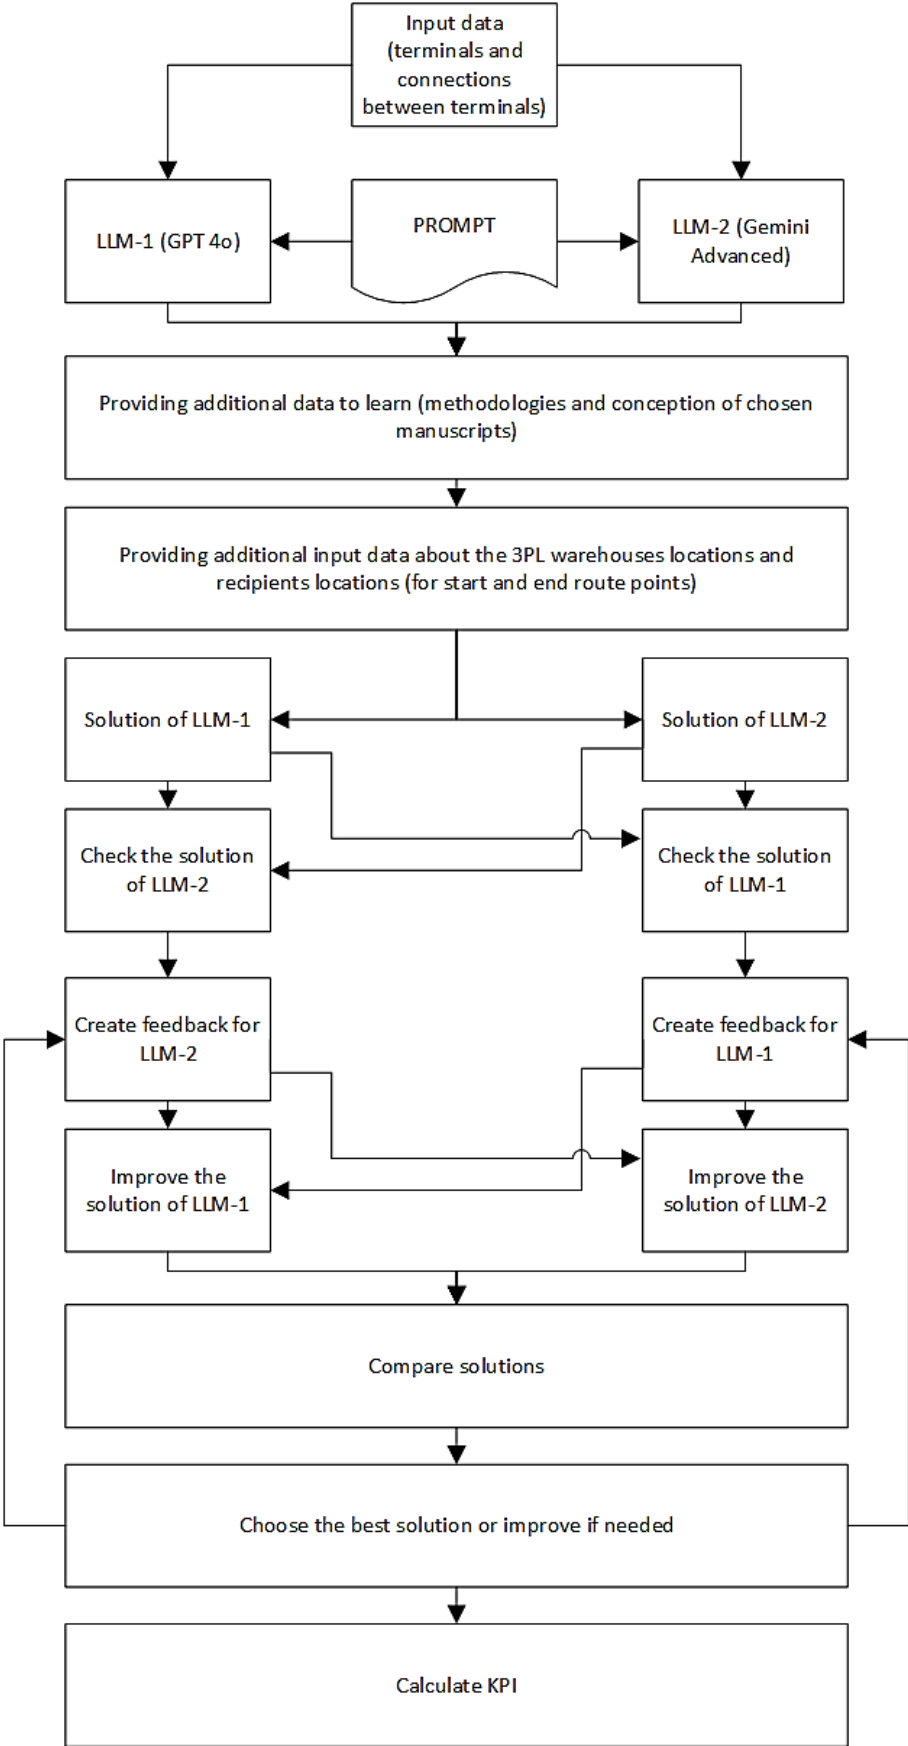 Input data
(terminals and
connections
between terminals)
LLM-1 (GPT 4o)
PROMPT
LLM-2 (Gemini
Advanced)
Providing additional data to learn (methodologies and conception of chosen
manuscripts)
Providing additional input data about the 3PL warehouses locations and
recipients locations (for start and end route points)
Solution of LLM-1
Solution of LLM-2
Check the solution
of LLM-2
Check the solution
of LLM-1
Create feedback for
LLM-2
Create feedback for
LLM-1
Improve the
solution of LLM-1
Improve the
solution of LLM-2
Compare solutions
Choose the best solution or improve if needed
Calculate KPI